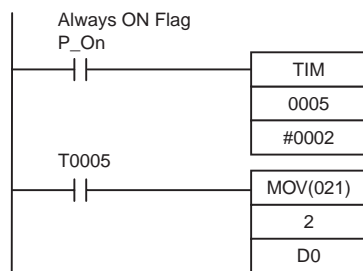 Always ON Flag
P_On
TIM
0005
#0002
T0005
MOV(021)
2
D0